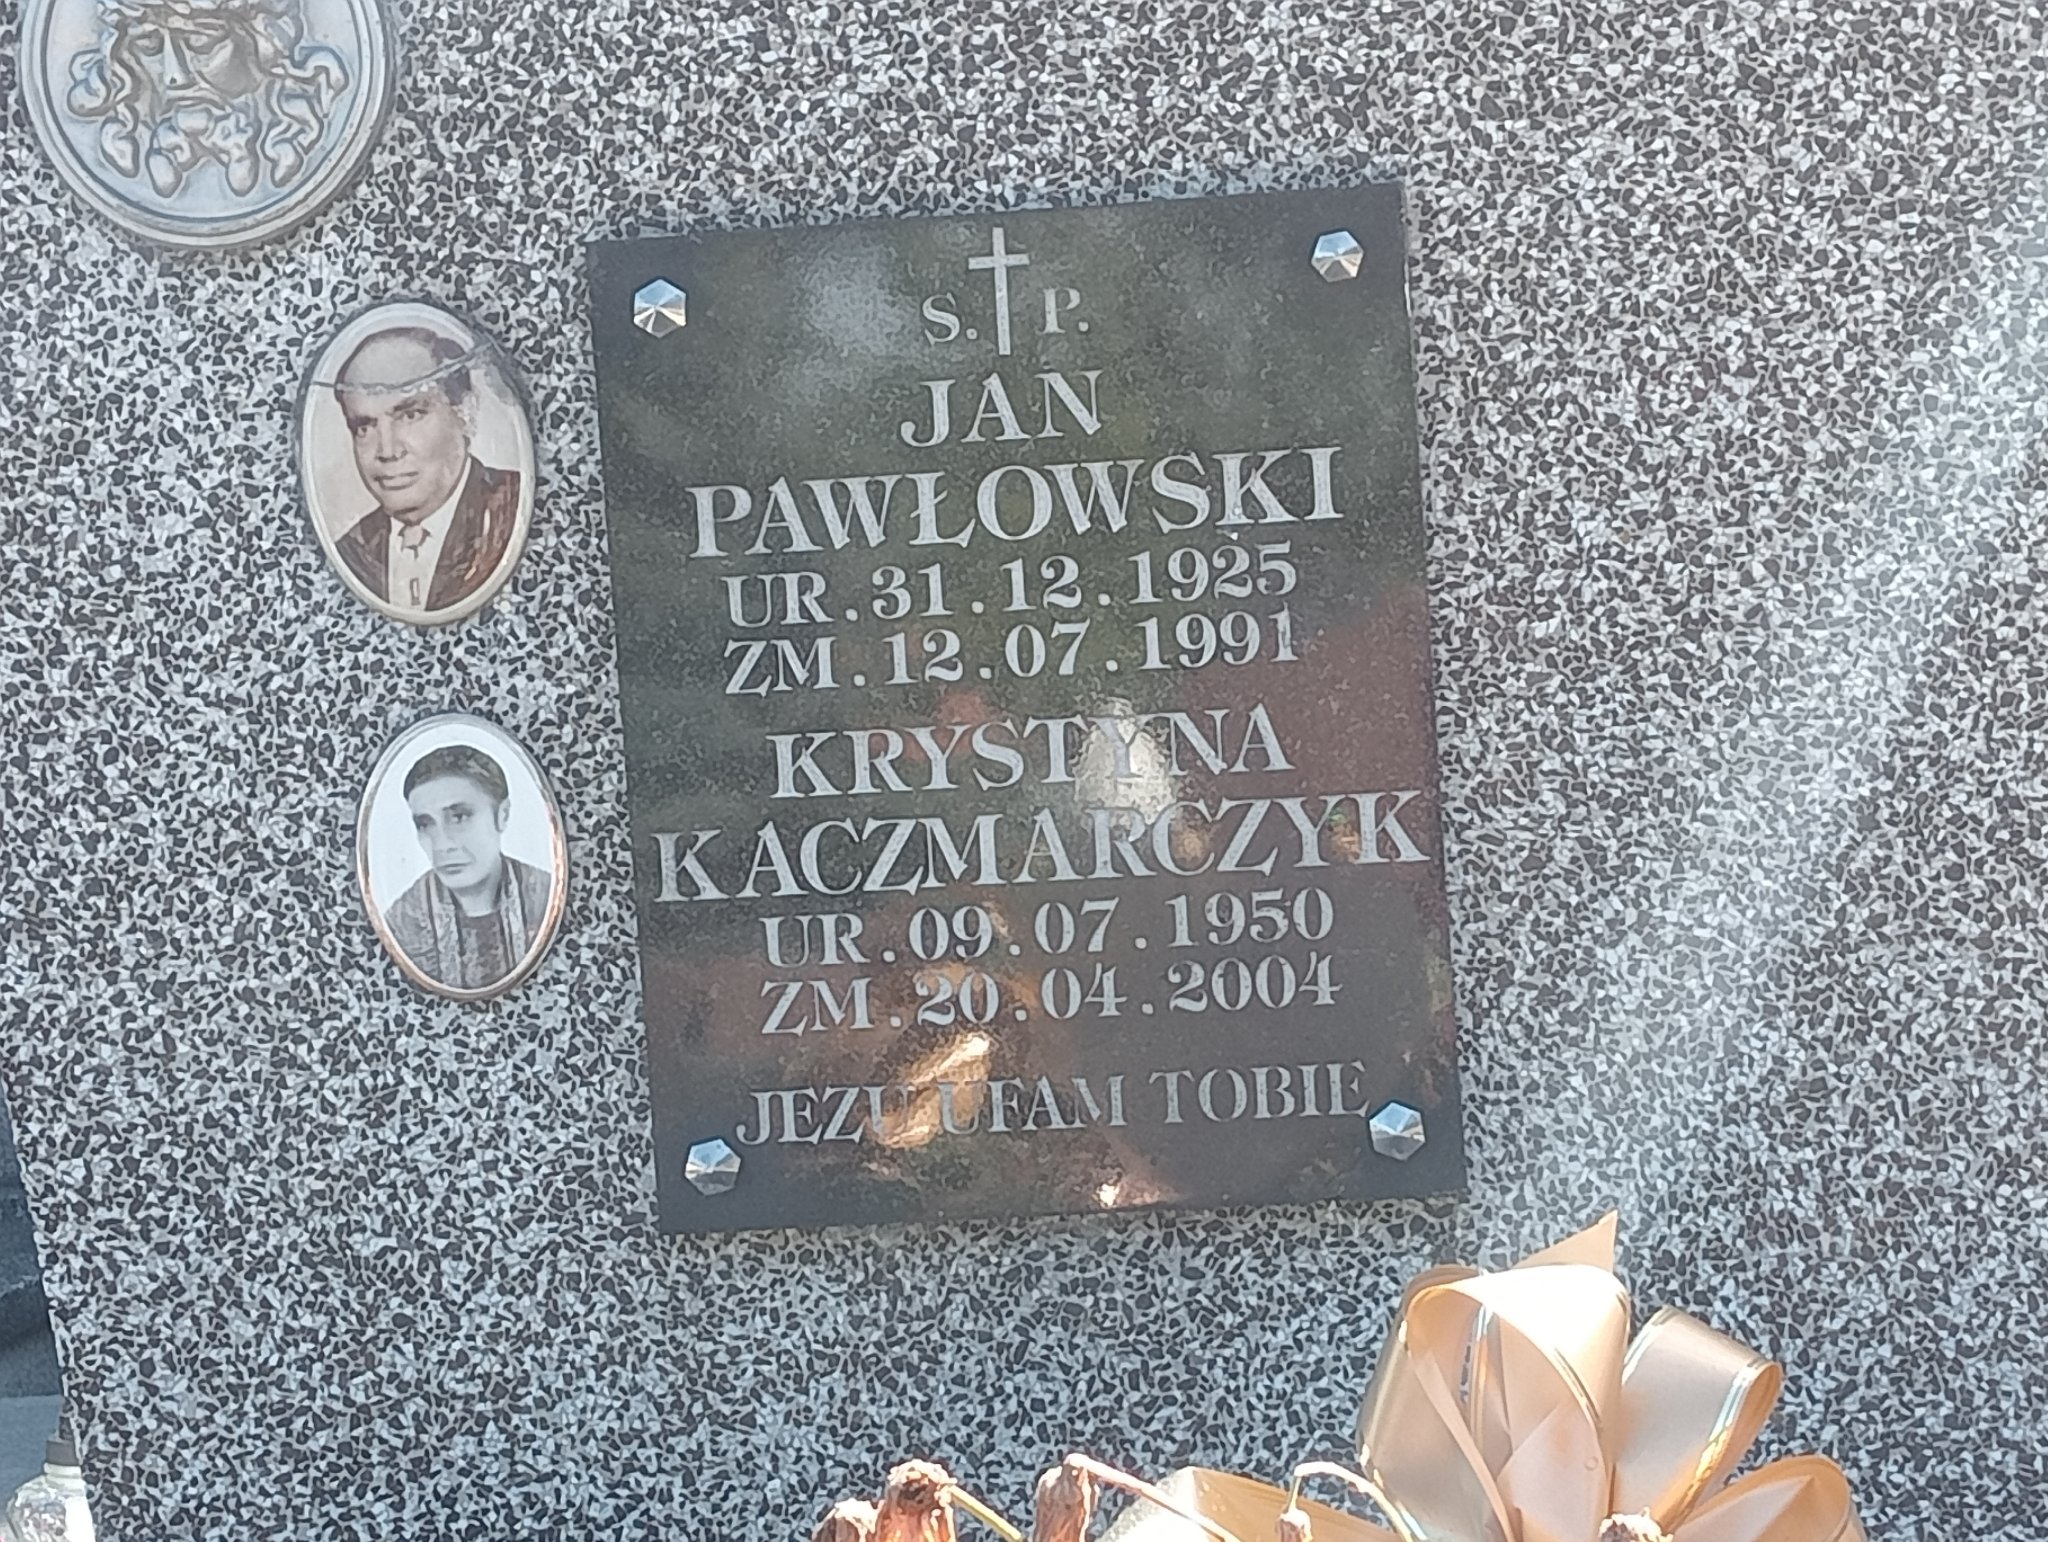 S. P.
JAN
PAWŁOWSKI
UR.31.12.1925
ZM.12.07.1991
KRYSTYNA
KACZMARCZYK
UR.09.07.1950
ZM.20.04.2004
JEZU UFAM TOBIE